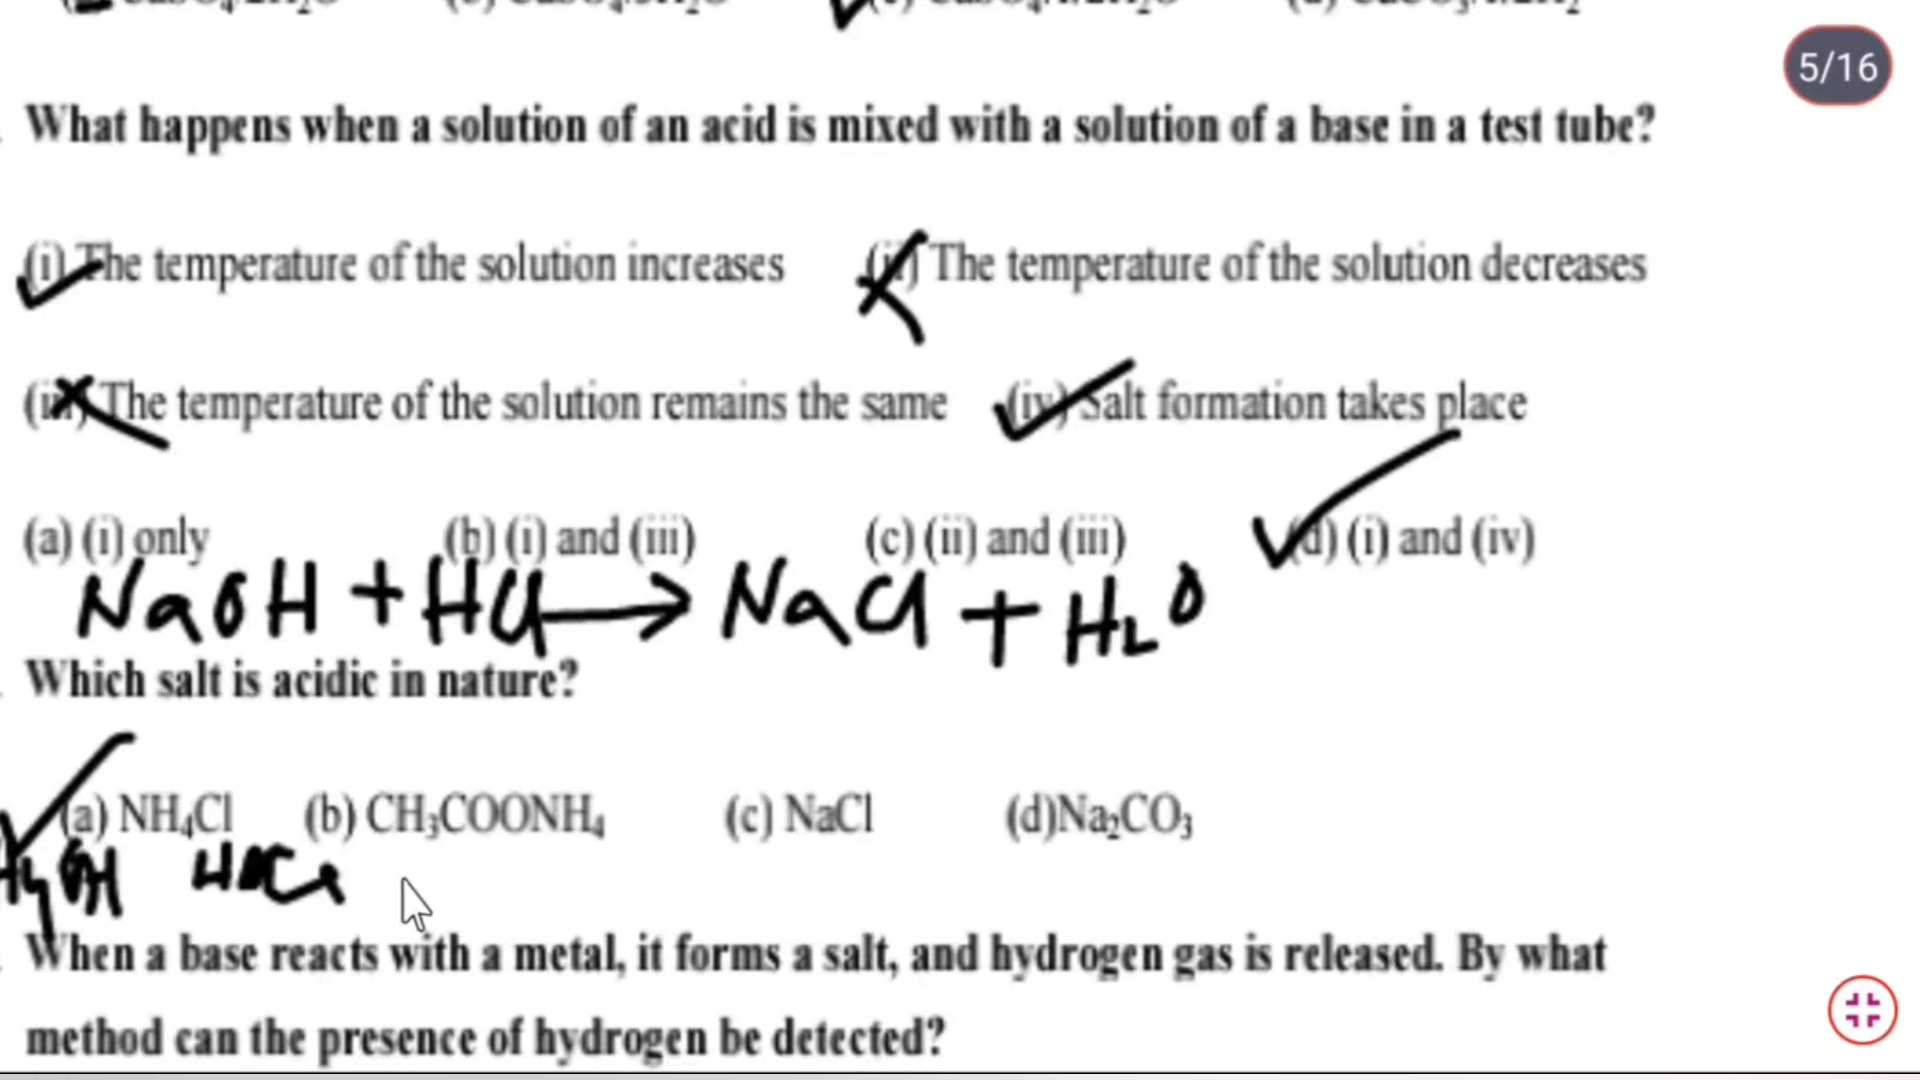 5/16
What happens when a solution of an acid is mixed with a solution of a base in a test tube?
(i) The temperature of the solution increases (ii) The temperature of the solution decreases
(iii) The temperature of the solution remains the same (iv) Salt formation takes place
(a) (i) only (b) (i) and (iii) (c) (ii) and (iii) (d) (i) and (iv)
NaOH + HCl → NaCl + H₂O
Which salt is acidic in nature?
(a) NH₄Cl (b) CH₃COONH₄ (c) NaCl (d)Na₂CO₃
When a base reacts with a metal, it forms a salt, and hydrogen gas is released. By what
method can the presence of hydrogen be detected?